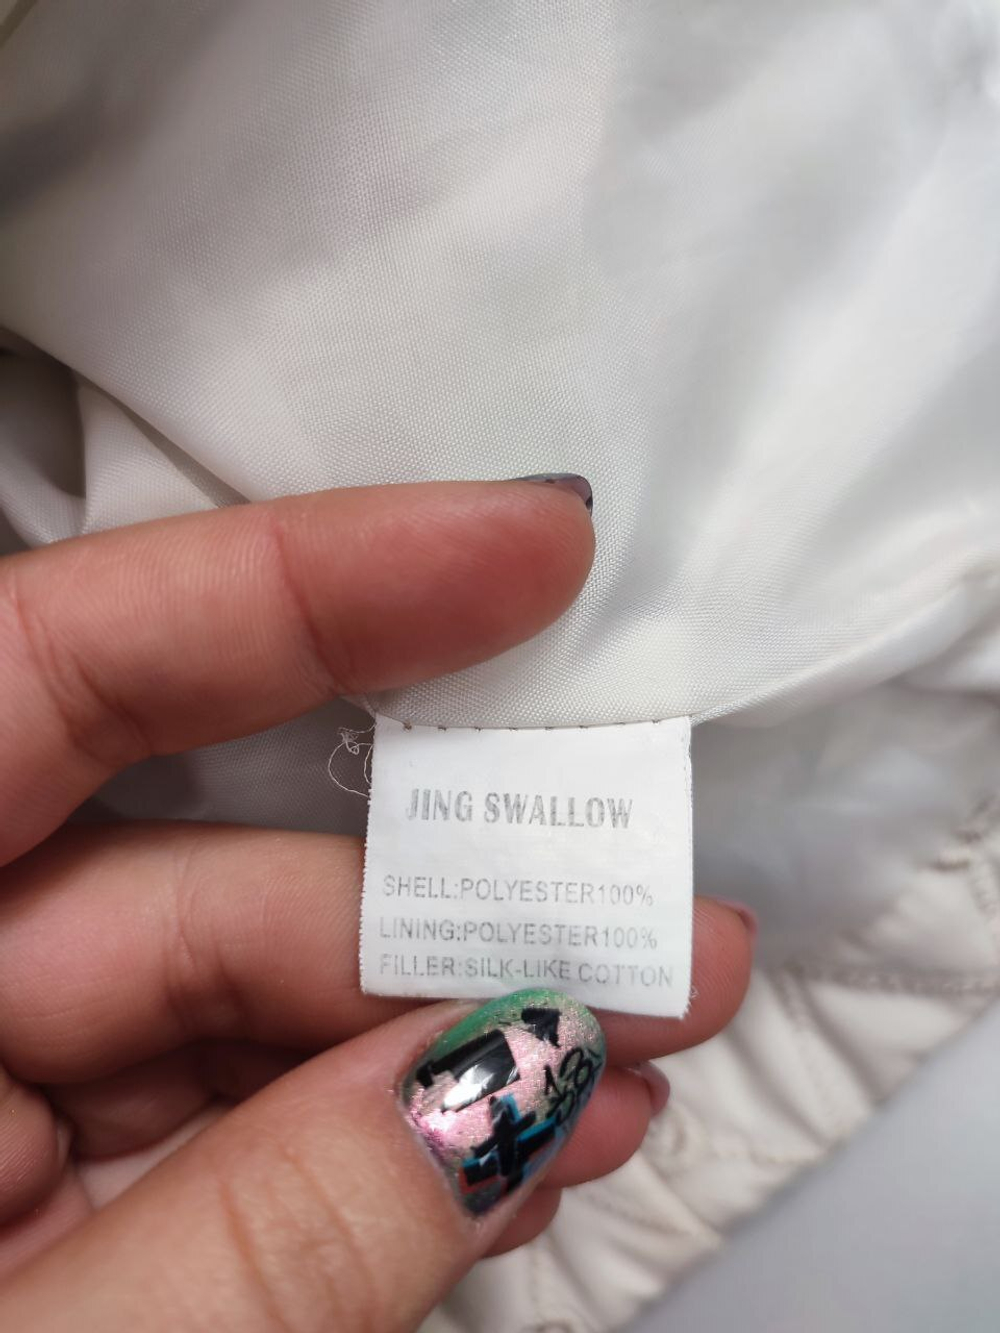 JING SWALLOW
SHELL:POLYESTER100%
LINING:POLYESTER100%
FILLER:SILK-LIKE COTTON